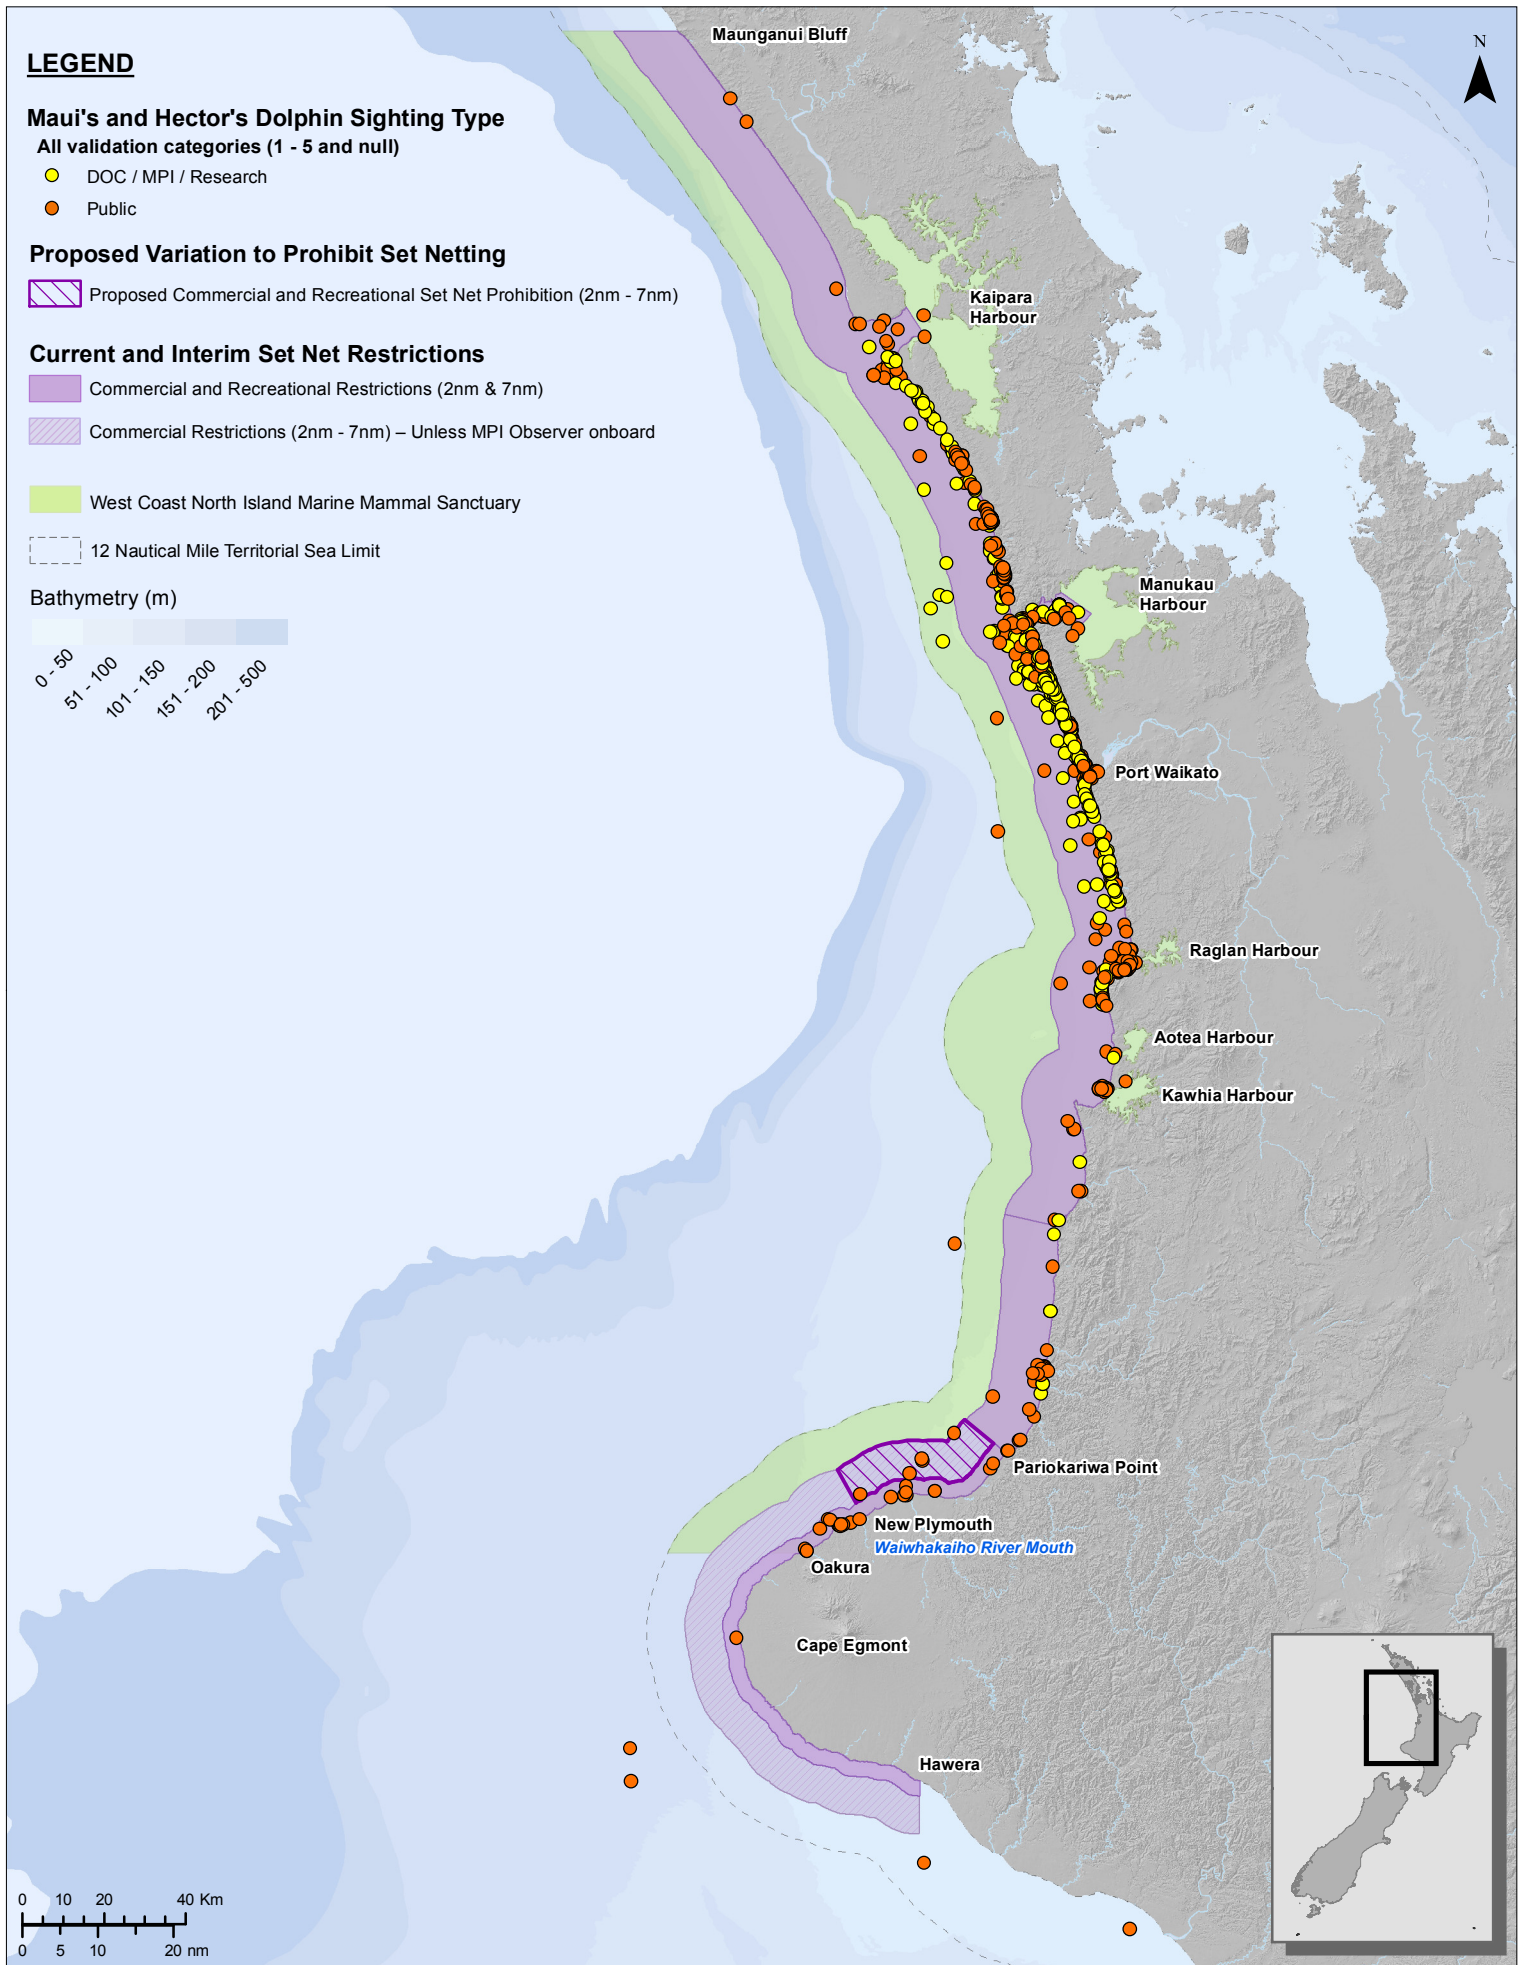 LEGEND
Maui's and Hector's Dolphin Sighting Type
All validation categories (1 - 5 and null)
DOC / MPI / Research
Public
Proposed Variation to Prohibit Set Netting
Proposed Commercial and Recreational Set Net Prohibition (2nm - 7nm)
Current and Interim Set Net Restrictions
Commercial and Recreational Restrictions (2nm & 7nm)
Commercial Restrictions (2nm - 7nm) – Unless MPI Observer onboard
West Coast North Island Marine Mammal Sanctuary
12 Nautical Mile Territorial Sea Limit
Bathymetry (m)
0 - 50
51 - 100
101 - 150
151 - 200
201 - 500
N
Maunganui Bluff
Kaipara
Harbour
Manukau
Harbour
Port Waikato
Raglan Harbour
Aotea Harbour
Kawhia Harbour
Pariokariwa Point
New Plymouth
Waiwhakaiho River Mouth
Oakura
Cape Egmont
Hawera
0 10 20 40 Km
0 5 10 20 nm